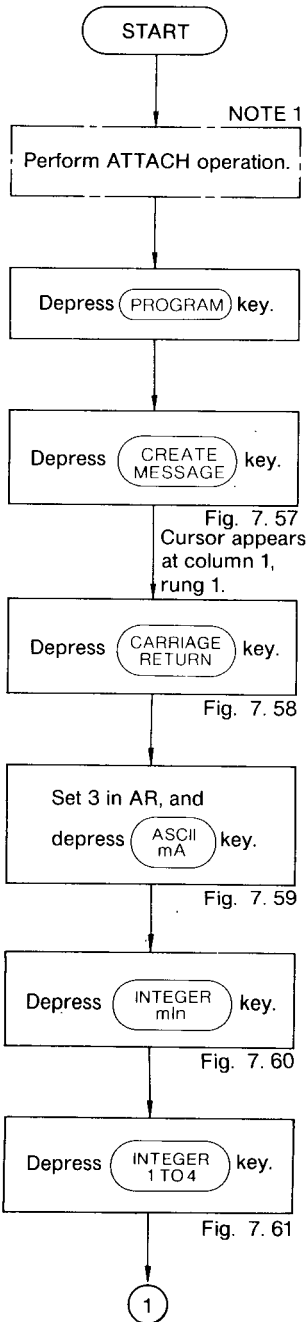 START
NOTE 1
Perform ATTACH operation.
Depress PROGRAM key.
Depress CREATE MESSAGE key.
Fig. 7. 57
Cursor appears
at column 1,
rung 1.
Depress CARRIAGE RETURN key.
Fig. 7. 58
Set 3 in AR, and
depress ASCII mA key.
Fig. 7. 59
Depress INTEGER mIn key.
Fig. 7. 60
Depress INTEGER 1 TO 4 key.
Fig. 7. 61
1